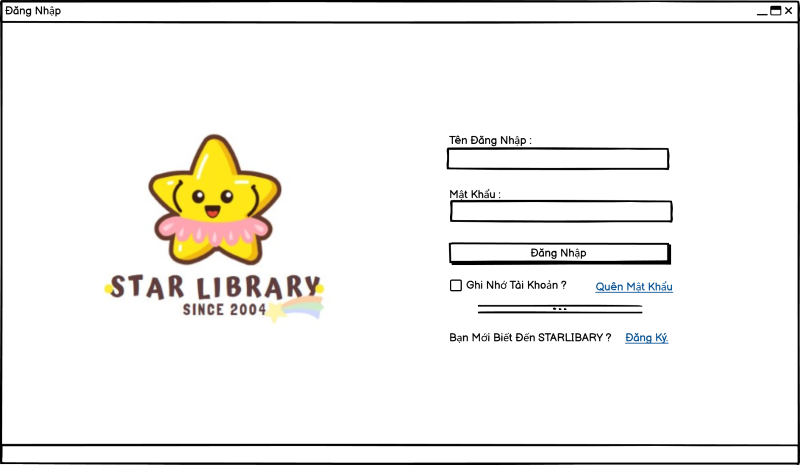 Đăng Nhập
Tên Đăng Nhập :
Mật Khẩu :
Đăng Nhập
Ghi Nhớ Tài Khoản ? Quên Mật Khẩu
Bạn Mới Biết Đến STARLIBARY ? Đăng Ký.
STAR LIBRARY
SINCE 2004